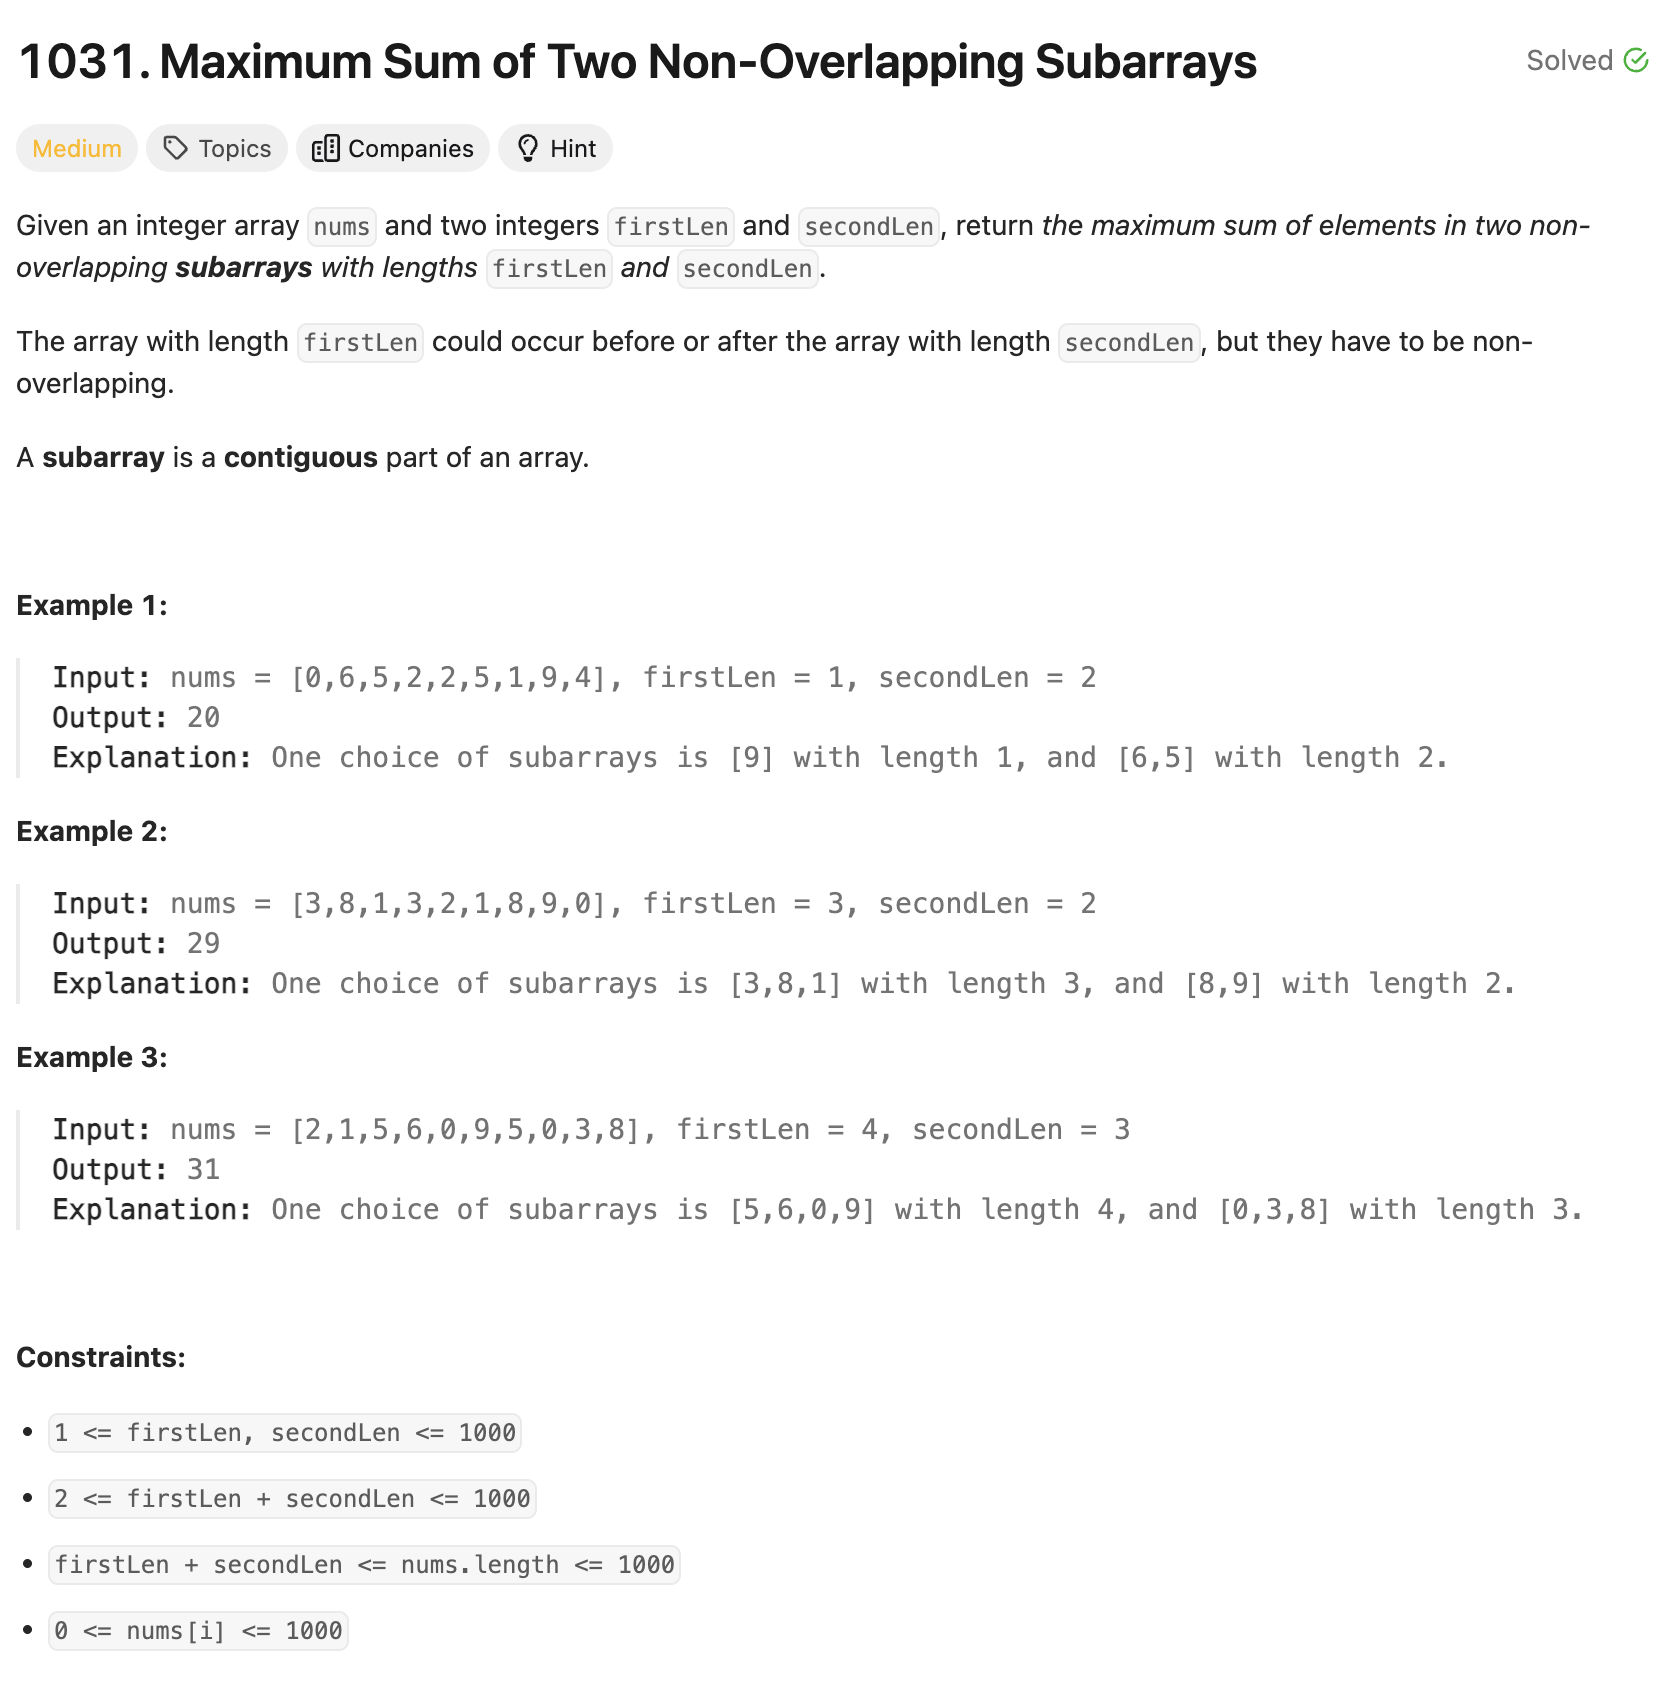 1031. Maximum Sum of Two Non-Overlapping Subarrays
Solved
Medium Topics Companies Hint
Given an integer array nums and two integers firstLen and secondLen, return the maximum sum of elements in two non-
overlapping subarrays with lengths firstLen and secondLen.
The array with length firstLen could occur before or after the array with length secondLen, but they have to be non-
overlapping.
A subarray is a contiguous part of an array.
Example 1:
Input: nums = [0,6,5,2,2,5,1,9,4], firstLen = 1, secondLen = 2
Output: 20
Explanation: One choice of subarrays is [9] with length 1, and [6,5] with length 2.
Example 2:
Input: nums = [3,8,1,3,2,1,8,9,0], firstLen = 3, secondLen = 2
Output: 29
Explanation: One choice of subarrays is [3,8,1] with length 3, and [8,9] with length 2.
Example 3:
Input: nums = [2,1,5,6,0,9,5,0,3,8], firstLen = 4, secondLen = 3
Output: 31
Explanation: One choice of subarrays is [5,6,0,9] with length 4, and [0,3,8] with length 3.
Constraints:
• 1 <= firstLen, secondLen <= 1000
• 2 <= firstLen + secondLen <= 1000
• firstLen + secondLen <= nums.length <= 1000
• 0 <= nums[i] <= 1000